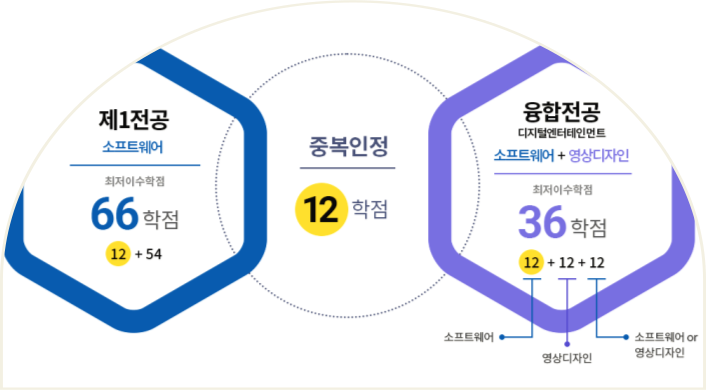 제1전공
소프트웨어
최저이수학점
66 학점
12 + 54
중복인정
12 학점
융합전공
디지털엔터테인먼트
소프트웨어 + 영상디자인
최저이수학점
36 학점
12 + 12 + 12
소프트웨어
영상디자인
소프트웨어 or
영상디자인